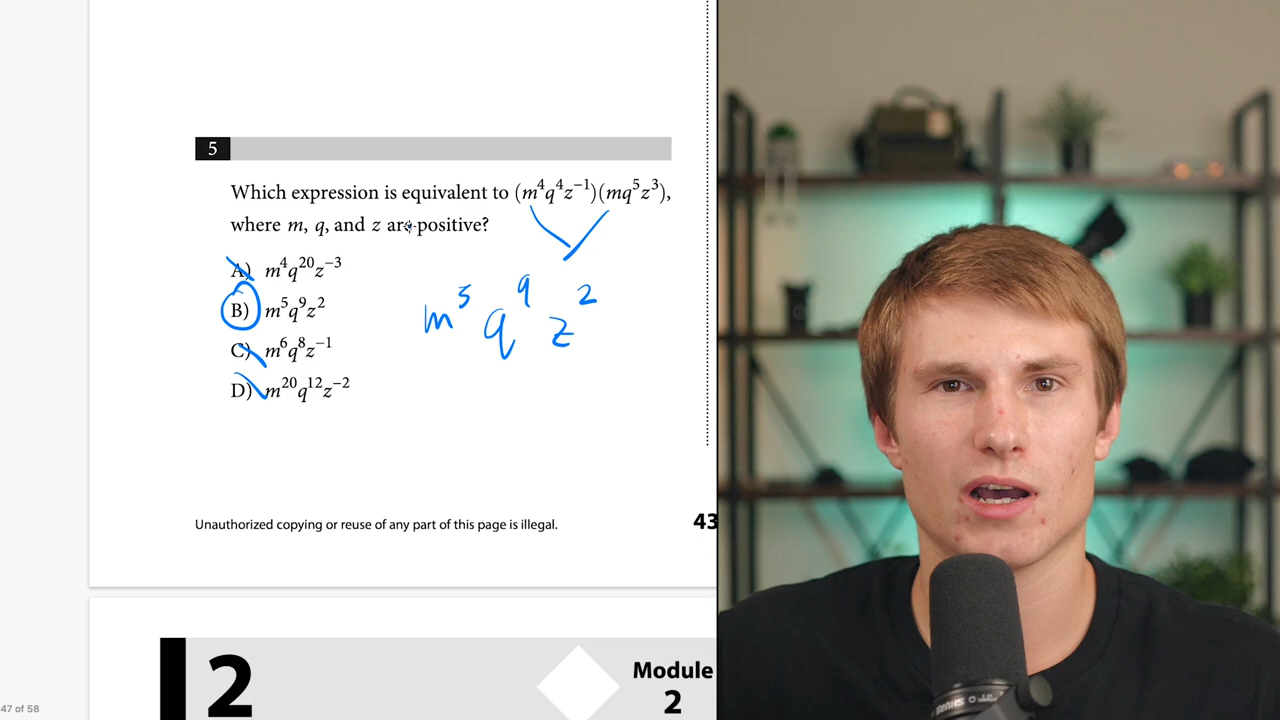 5
Which expression is equivalent to (m⁴q⁴z⁻¹)(mq⁵z³),
where m, q, and z are positive?
A) m⁴q²⁰z⁻³
B) m⁵q⁹z²
C) m⁶q⁸z⁻¹
D) m²⁰q¹²z⁻²
m⁵ q⁹ z²
Unauthorized copying or reuse of any part of this page is illegal.
43
2
Module
2
47 of 58